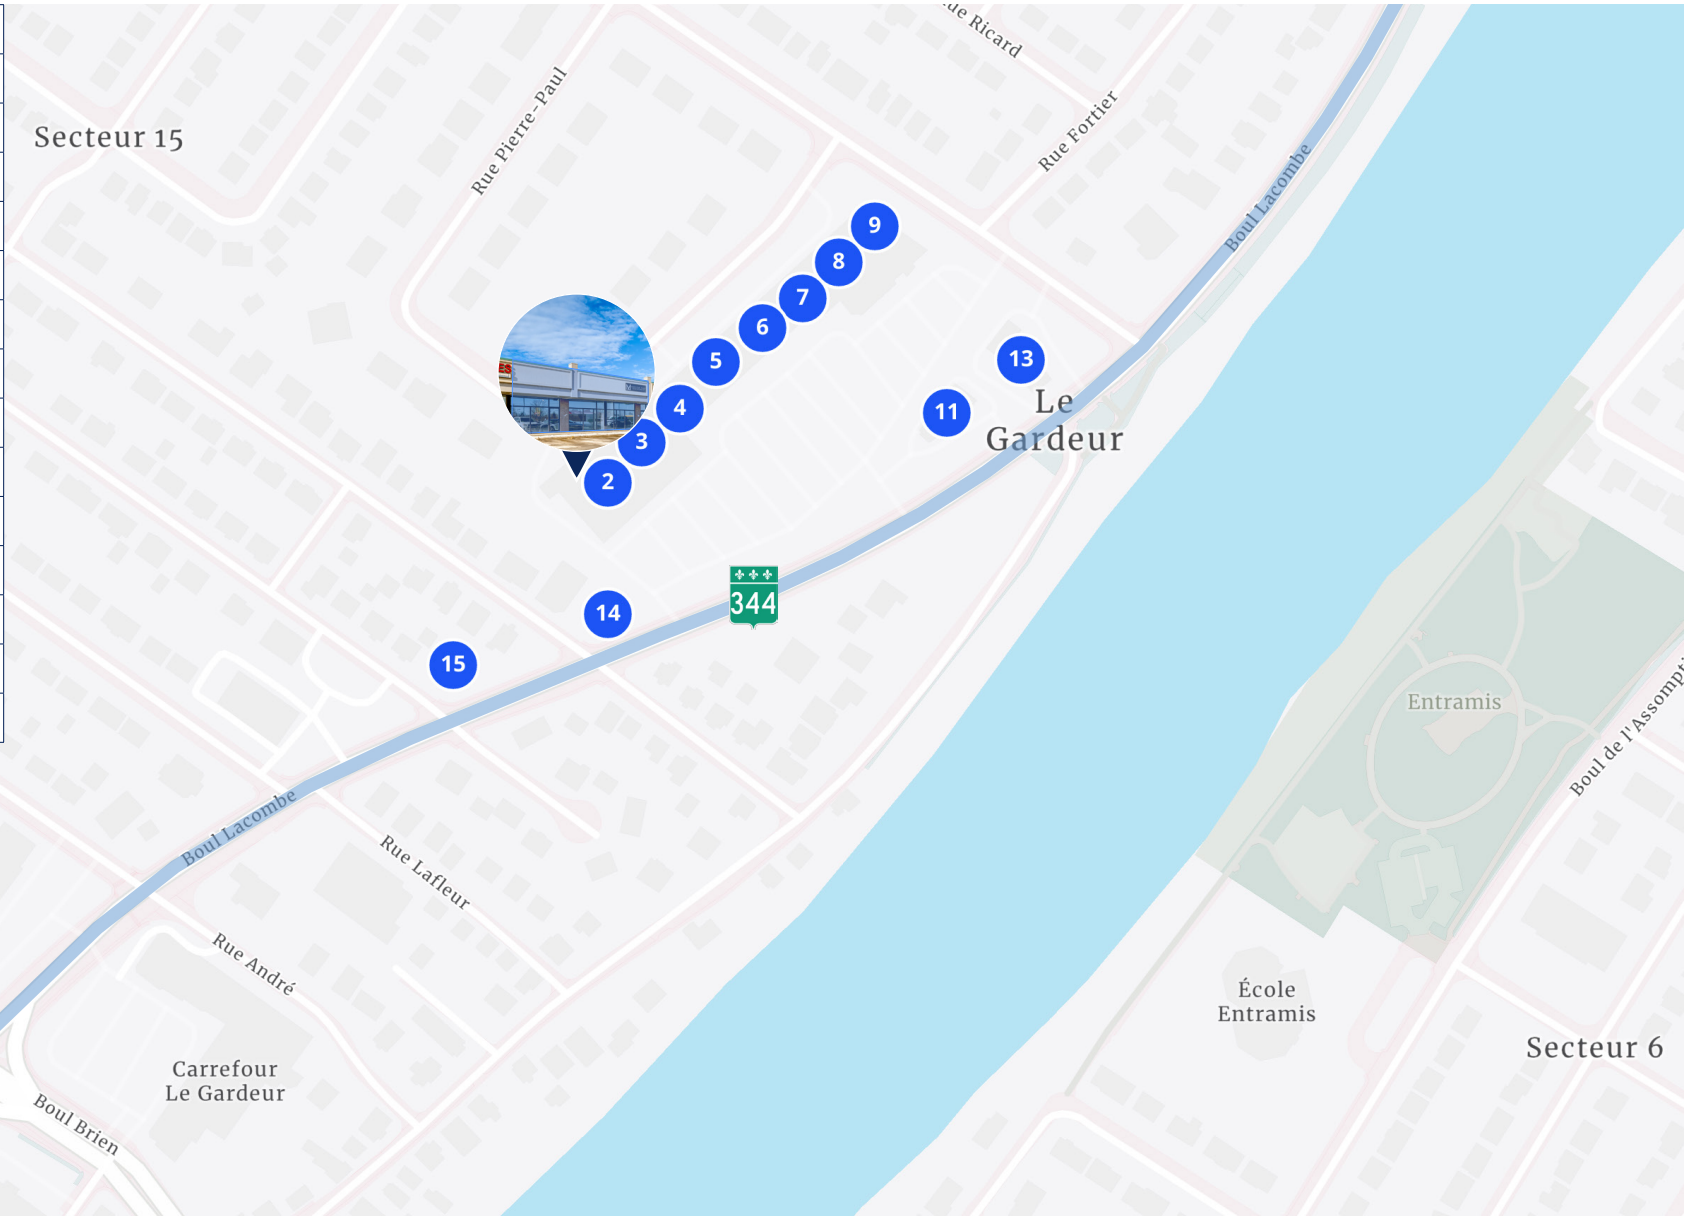 ue Ricard
Rue Pierre-Paul
Rue Fortier
Secteur 15
Boul Lacombe
9
8
7
6
5
13
Le
Gardeur
4
11
3
2
344
14
15
Entramis
Boul de l'Assompt
Boul Lacombe
Rue Lafleur
Rue André
École
Entramis
Secteur 6
Carrefour
Le Gardeur
Boul Brien